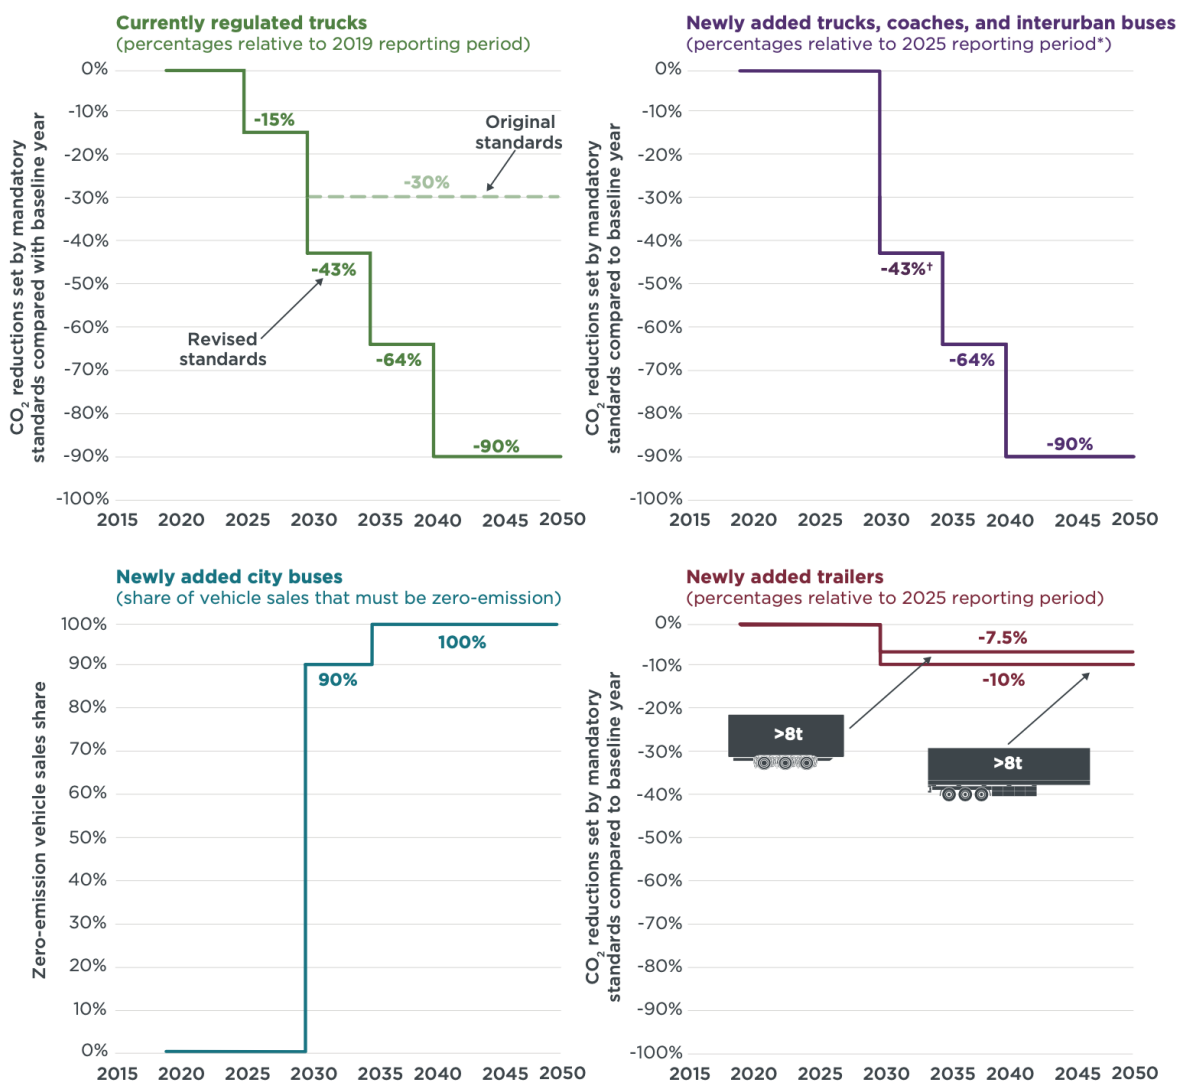 Currently regulated trucks
(percentages relative to 2019 reporting period)
CO2 reductions set by mandatory
standards compared with baseline year
0%
-10%
-20%
-30%
-40%
-50%
-60%
-70%
-80%
-90%
-100%
-15%
Original
standards
-30%
-43%
Revised
standards
-64%
-90%
2015 2020 2025 2030 2035 2040 2045 2050
Newly added trucks, coaches, and interurban buses
(percentages relative to 2025 reporting period*)
CO2 reductions set by mandatory
standards compared to baseline year
0%
-10%
-20%
-30%
-40%
-50%
-60%
-70%
-80%
-90%
-100%
-43%†
-64%
-90%
2015 2020 2025 2030 2035 2040 2045 2050
Newly added city buses
(share of vehicle sales that must be zero-emission)
Zero-emission vehicle sales share
100%
90%
80%
70%
60%
50%
40%
30%
20%
10%
0%
100%
90%
2015 2020 2025 2030 2035 2040 2045 2050
Newly added trailers
(percentages relative to 2025 reporting period)
CO2 reductions set by mandatory
standards compared to baseline year
0%
-10%
-20%
-30%
-40%
-50%
-60%
-70%
-80%
-90%
-100%
-7.5%
-10%
>8t
>8t
2015 2020 2025 2030 2035 2040 2045 2050